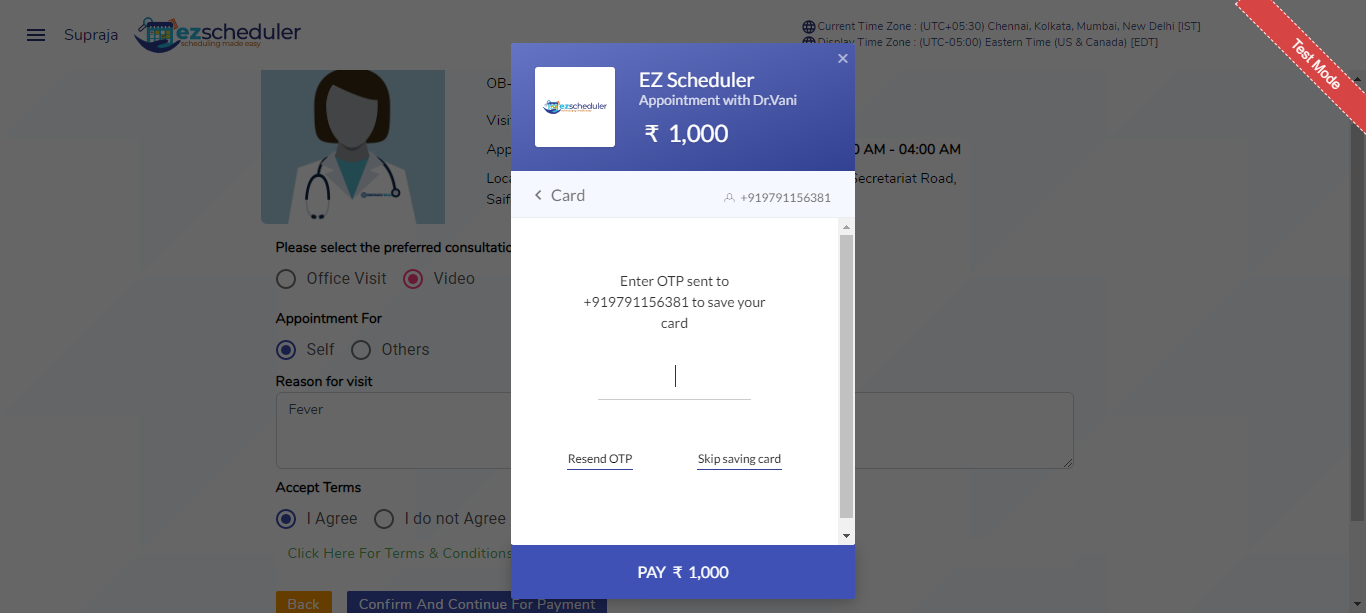 Supraja
ezscheduler
scheduling made easy
Current Time Zone : (UTC+05:30) Chennai, Kolkata, Mumbai, New Delhi [IST]
Display Time Zone : (UTC-05:00) Eastern Time (US & Canada) [EDT]
Test Mode
OB-
Visi
App
0 AM - 04:00 AM
Loca
Secretariat Road,
Saif
Please select the preferred consultatio
Office Visit
Video
Appointment For
Self
Others
Reason for visit
Fever
Accept Terms
I Agree
I do not Agree
Click Here For Terms & Conditions
Back
Confirm And Continue For Payment
×
ezscheduler
EZ Scheduler
Appointment with Dr.Vani
₹ 1,000
Card
+919791156381
Enter OTP sent to
+919791156381 to save your
card
Resend OTP
Skip saving card
PAY ₹ 1,000